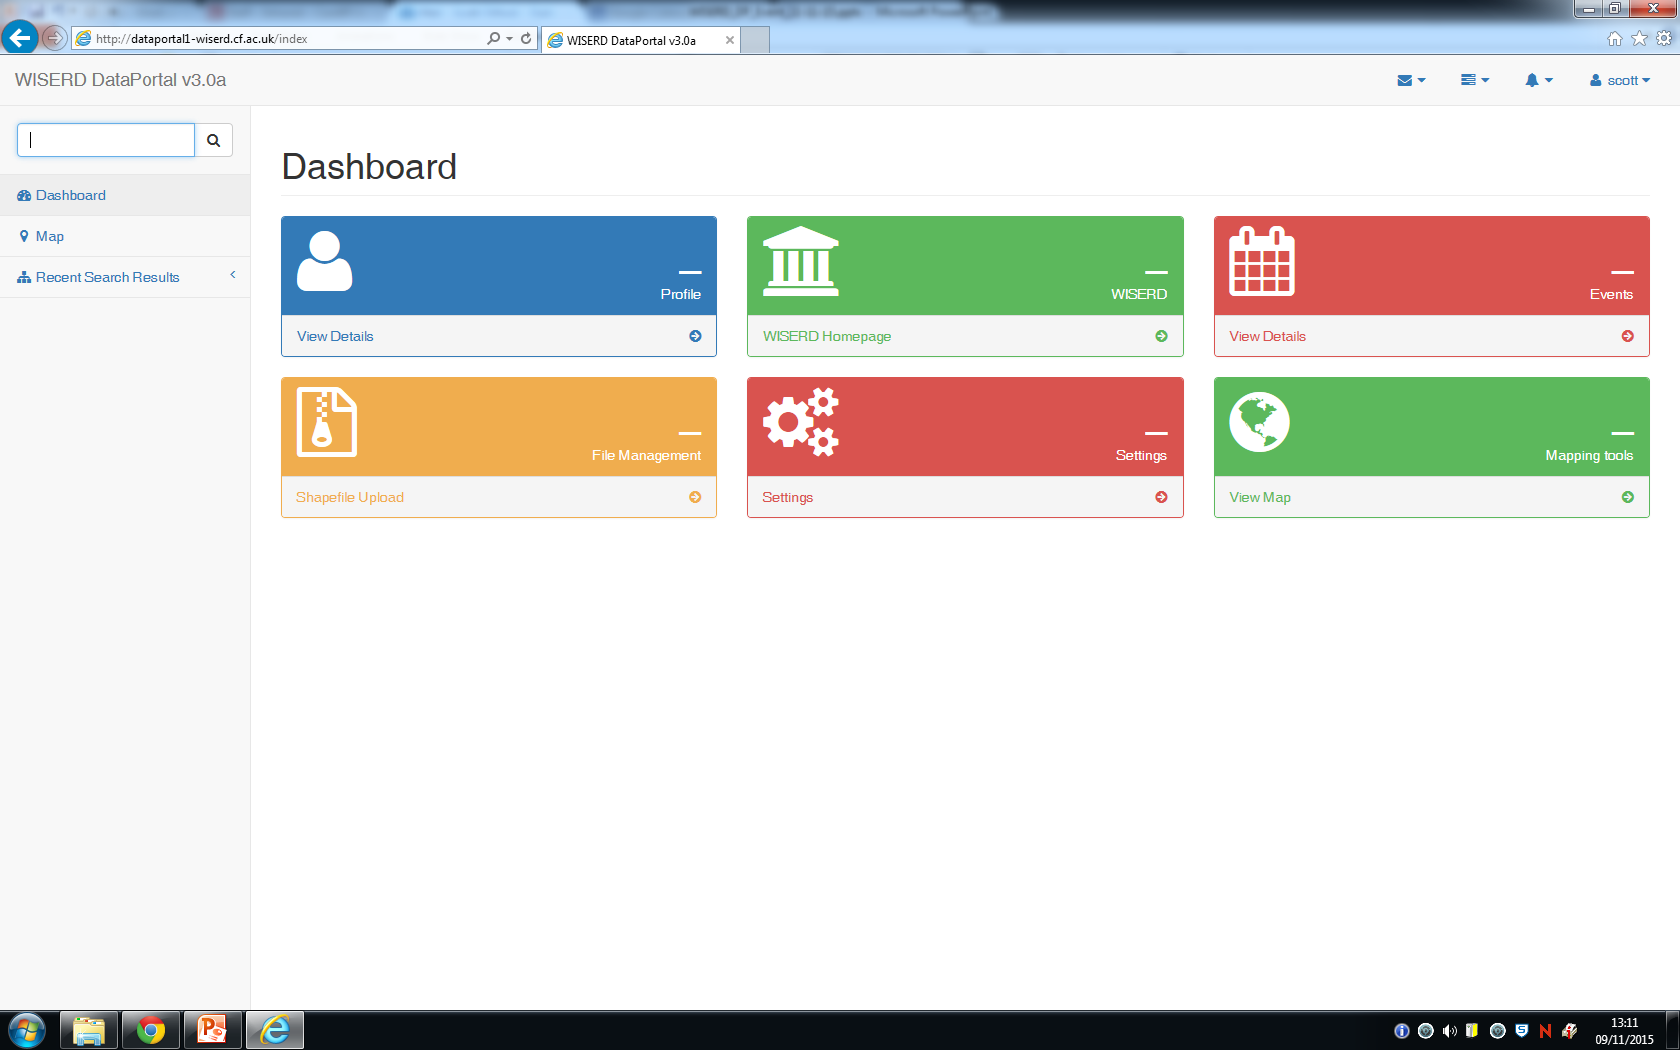 http://dataportal1-wiserd.cf.ac.uk/index
WISERD DataPortal v3.0a
WISERD DataPortal v3.0a
scott
Dashboard
Map
Recent Search Results
Dashboard
Profile
View Details
WISERD
WISERD Homepage
Events
View Details
File Management
Shapefile Upload
Settings
Settings
Mapping tools
View Map
13:11
09/11/2015